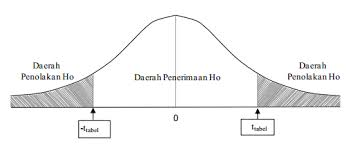 Daerah
Penolakan Ho
Daerah Penerimaan Ho
Daerah
Penolakan Ho
-ttabel
0
ttabel